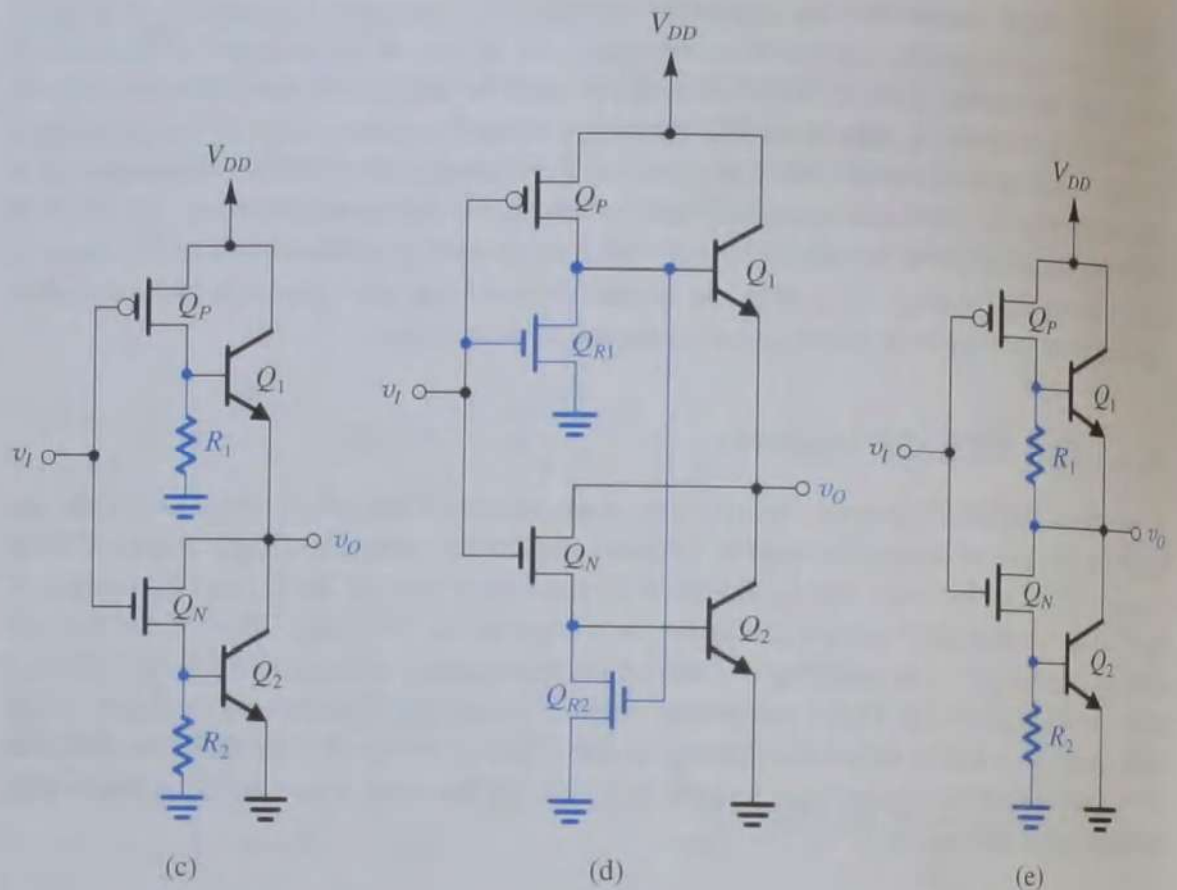 V_DD
Q_P
Q_1
R_1
v_I
v_O
Q_N
Q_2
R_2
(c)
V_DD
Q_P
Q_1
Q_R1
v_I
v_O
Q_N
Q_2
Q_R2
(d)
V_DD
Q_P
Q_1
R_1
v_I
v_0
Q_N
Q_2
R_2
(e)